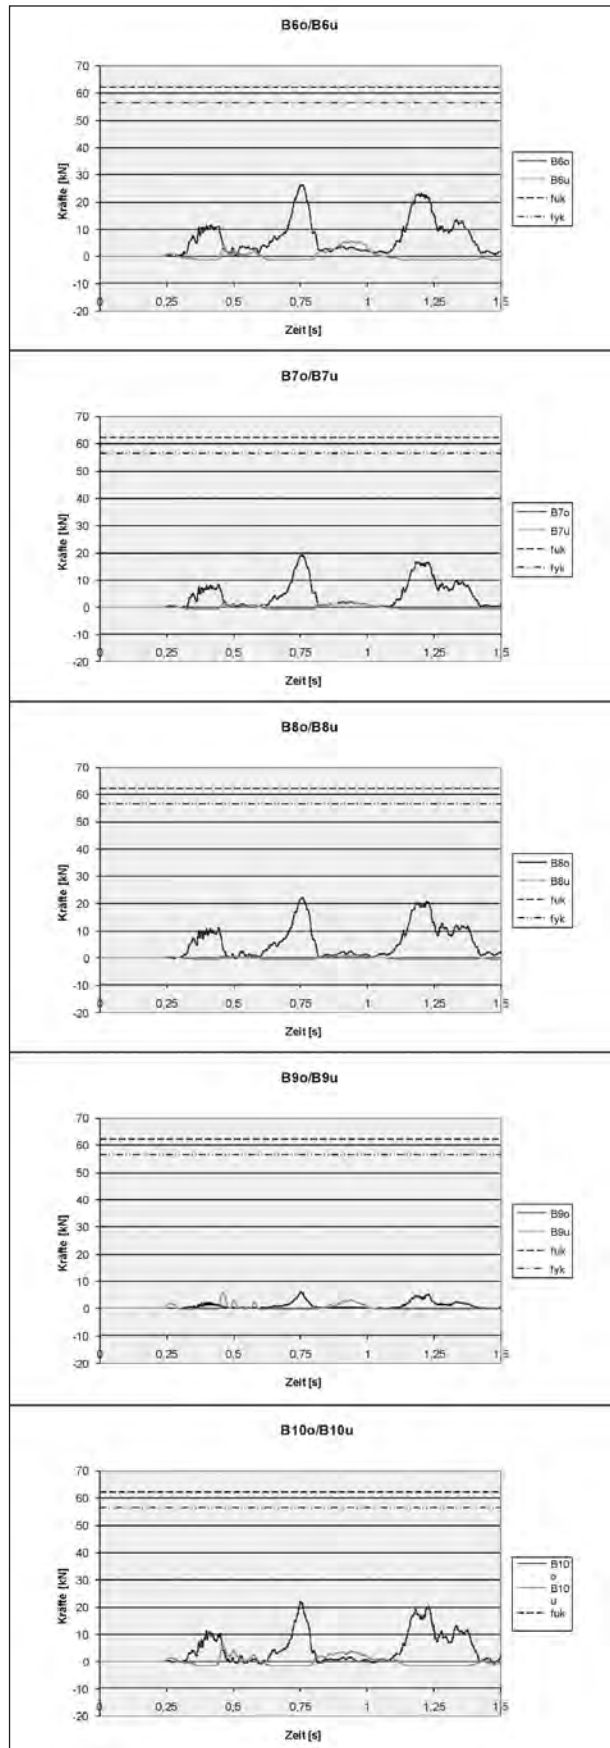 B6o/B6u
70
60
50
40
30
20
10
0
-10
-20
Kräfte [kN]
0 0,25 0,5 0,75 1 1,25 1,5
Zeit [s]
B6o
B6u
fuk
fyk
B7o/B7u
70
60
50
40
30
20
10
0
-10
-20
Kräfte [kN]
0 0,25 0,5 0,75 1 1,25 1,5
Zeit [s]
B7o
B7u
fuk
fyk
B8o/B8u
70
60
50
40
30
20
10
0
-10
-20
Kräfte [kN]
0 0,25 0,5 0,75 1 1,25 1,5
Zeit [s]
B8o
B8u
fuk
fyk
B9o/B9u
70
60
50
40
30
20
10
0
-10
-20
Kräfte [kN]
0 0,25 0,5 0,75 1 1,25 1,5
Zeit [s]
B9o
B9u
fuk
fyk
B10o/B10u
70
60
50
40
30
20
10
0
-10
-20
Kräfte [kN]
0 0,25 0,5 0,75 1 1,25 1,5
Zeit [s]
B10
o
B10
u
fuk